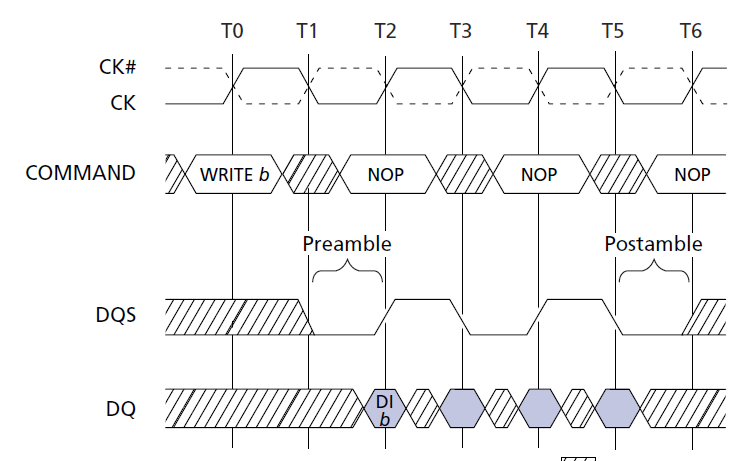 T0 T1 T2 T3 T4 T5 T6
CK#
CK
COMMAND WRITE b NOP NOP NOP
Preamble Postamble
DQS
DQ DI
b